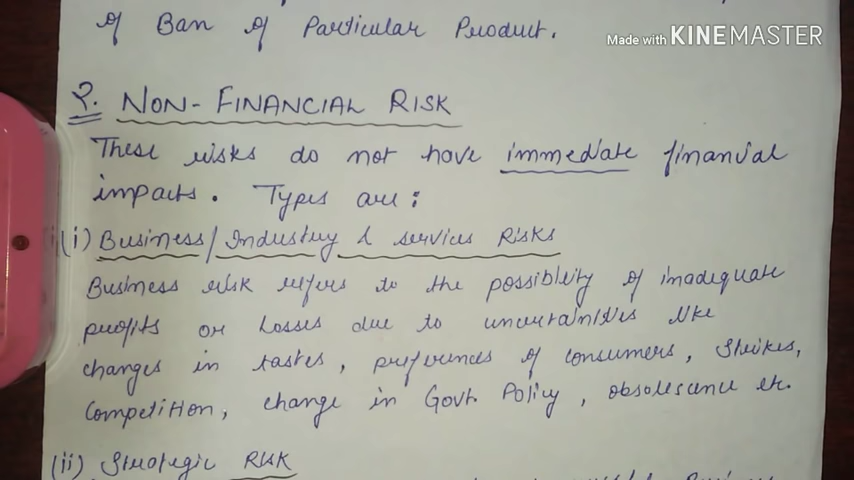 of Ban of Particular Product.
Made with KINEMASTER
2. NON-FINANCIAL RISK
These risks do not have immediate financial
impacts. Types are:
(i) Business/Industry & services Risks
Business risk refers to the possiblity of inadequate
profits or losses due to uncertainities like
changes in tastes, preferences of consumers, Strikes,
Competition, change in Govt. Policy, obsolescence etc.
(ii) Strategic RISK